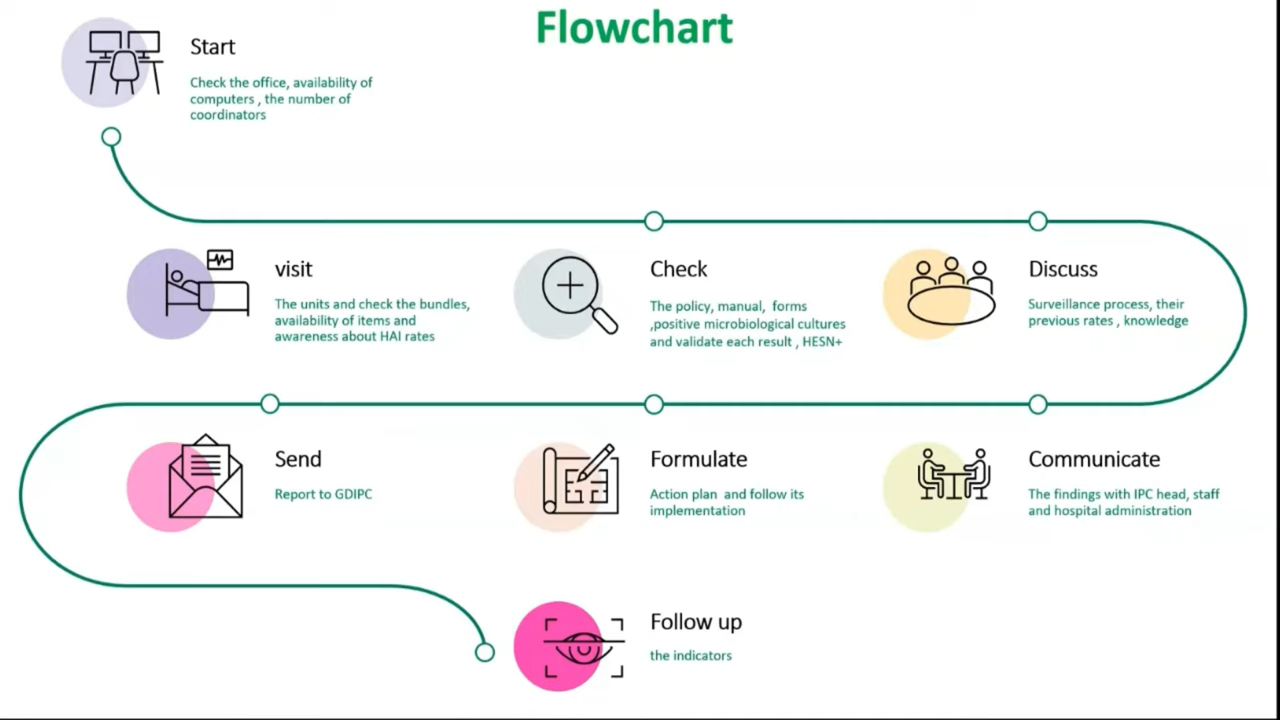 Flowchart
Start
Check the office, availability of
computers , the number of
coordinators
visit
The units and check the bundles,
availability of items and
awareness about HAI rates
Check
The policy, manual, forms
,positive microbiological cultures
and validate each result , HESN+
Discuss
Surveillance process, their
previous rates , knowledge
Send
Report to GDIPC
Formulate
Action plan and follow its
implementation
Communicate
The findings with IPC head, staff
and hospital administration
Follow up
the indicators